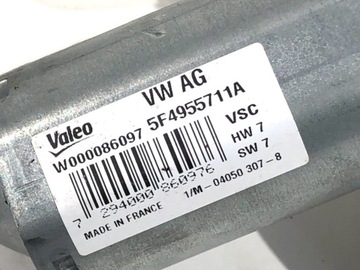 VW AG
Valeo
W000086097 5F4955711A
VSC
HW 7
SW 7
7 294000 860976
MADE IN FRANCE 1/M-04050 307-8